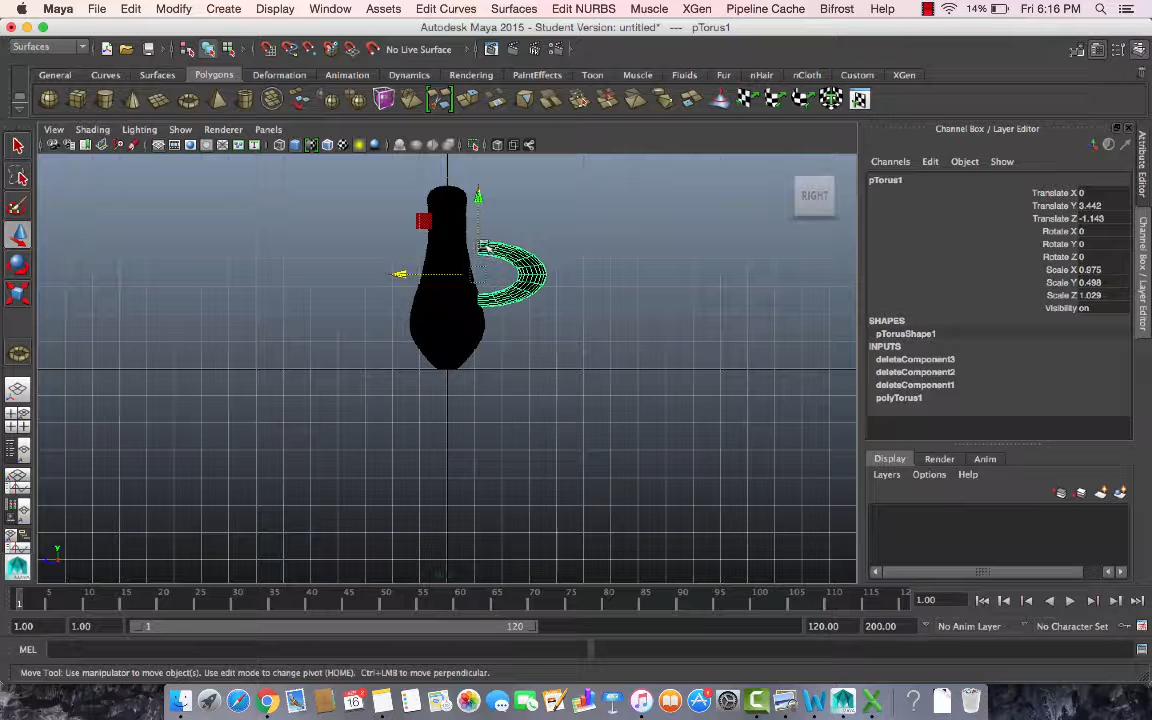 Maya File Edit Modify Create Display Window Assets Edit Curves Surfaces Edit NURBS Muscle XGen Pipeline Cache Bifrost Help 14% Fri 6:16 PM
Autodesk Maya 2015 - Student Version: untitled* --- pTorus1
Surfaces No Live Surface
General Curves Surfaces Polygons Deformation Animation Dynamics Rendering PaintEffects Toon Muscle Fluids Fur nHair nCloth Custom XGen
View Shading Lighting Show Renderer Panels
Channel Box / Layer Editor
Channels Edit Object Show
pTorus1
Translate X 0
Translate Y 3.442
Translate Z -1.143
Rotate X 0
Rotate Y 0
Rotate Z 0
Scale X 0.975
Scale Y 0.498
Scale Z 1.029
Visibility on
SHAPES
pTorusShape1
INPUTS
deleteComponent3
deleteComponent2
deleteComponent1
polyTorus1
RIGHT
Attribute Editor
Channel Box / Layer Editor
Display Render Anim
Layers Options Help
Y
5 10 15 20 25 30 35 40 45 50 55 60 65 70 75 80 85 90 95 100 105 110 115 12
1
1.00
1.00 1.00 1 120 120.00 200.00 No Anim Layer No Character Set
MEL
Move Tool: Use manipulator to move object(s). Use edit mode to change pivot (HOME). Ctrl+LMB to move perpendicular.